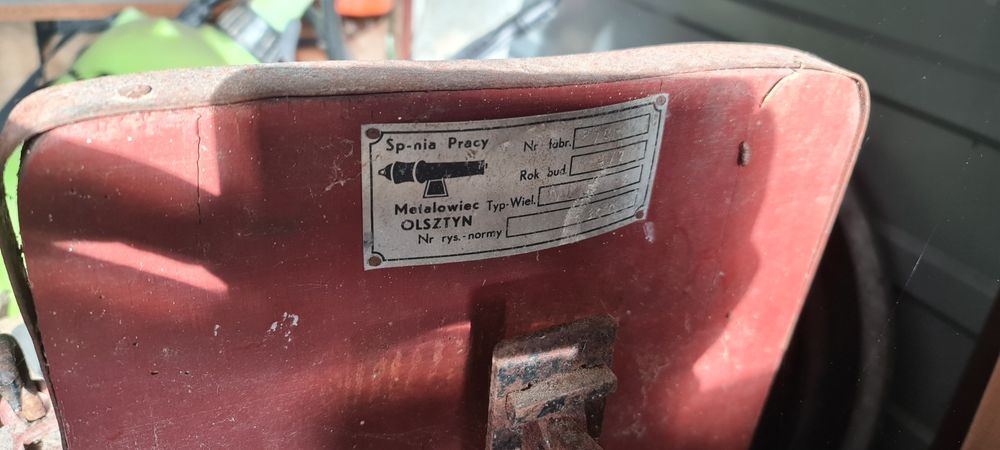 Sp-nia Pracy
Nr fabr.
Rok bud.
Metalowiec Typ-Wiel.
OLSZTYN
Nr rys.-normy